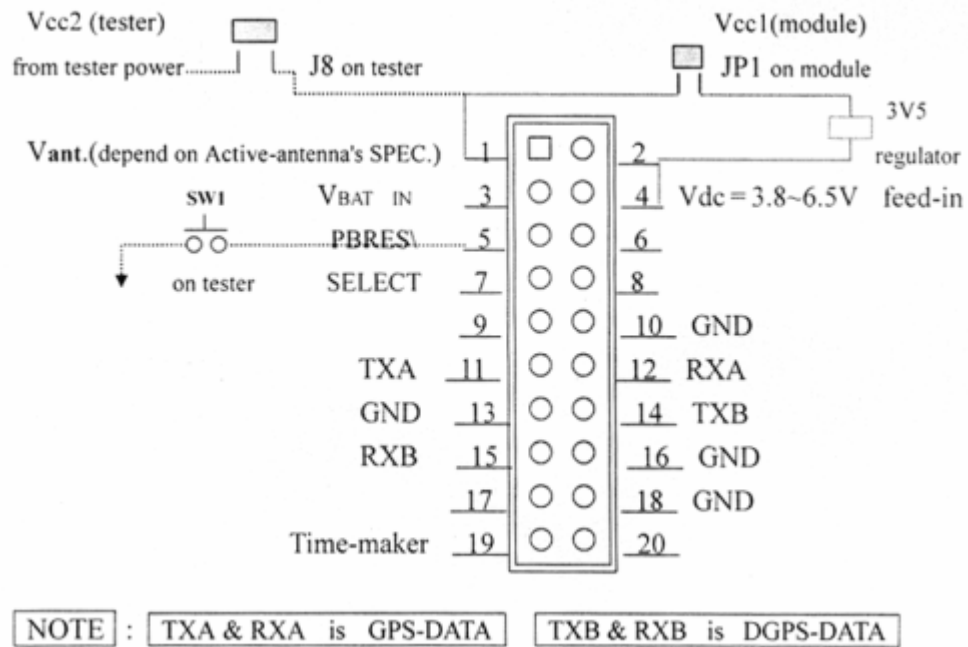 Vcc2 (tester)
Vcc1(module)
from tester power
J8 on tester
JP1 on module
3V5
regulator
Vant.(depend on Active-antenna's SPEC.)
1
2
SW1
VBAT IN
3
4
Vdc = 3.8~6.5V feed-in
PBRES\
5
6
on tester
SELECT
7
8
9
10
GND
TXA
11
12
RXA
GND
13
14
TXB
RXB
15
16
GND
17
18
GND
Time-maker
19
20
NOTE : TXA & RXA is GPS-DATA TXB & RXB is DGPS-DATA